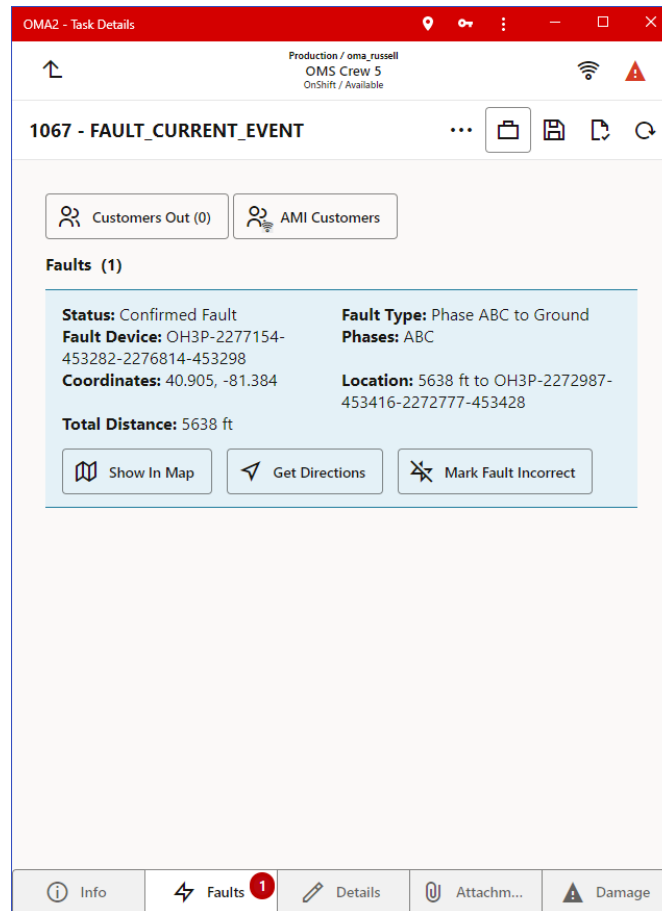 OMA2 - Task Details
Production / oma_russell
OMS Crew 5
OnShift / Available
1067 - FAULT_CURRENT_EVENT
Customers Out (0)
AMI Customers
Faults (1)
Status: Confirmed Fault
Fault Type: Phase ABC to Ground
Fault Device: OH3P-2277154-
453282-2276814-453298
Phases: ABC
Coordinates: 40.905, -81.384
Location: 5638 ft to OH3P-2272987-
453416-2272777-453428
Total Distance: 5638 ft
Show In Map
Get Directions
Mark Fault Incorrect
Info
Faults
1
Details
Attachm...
Damage